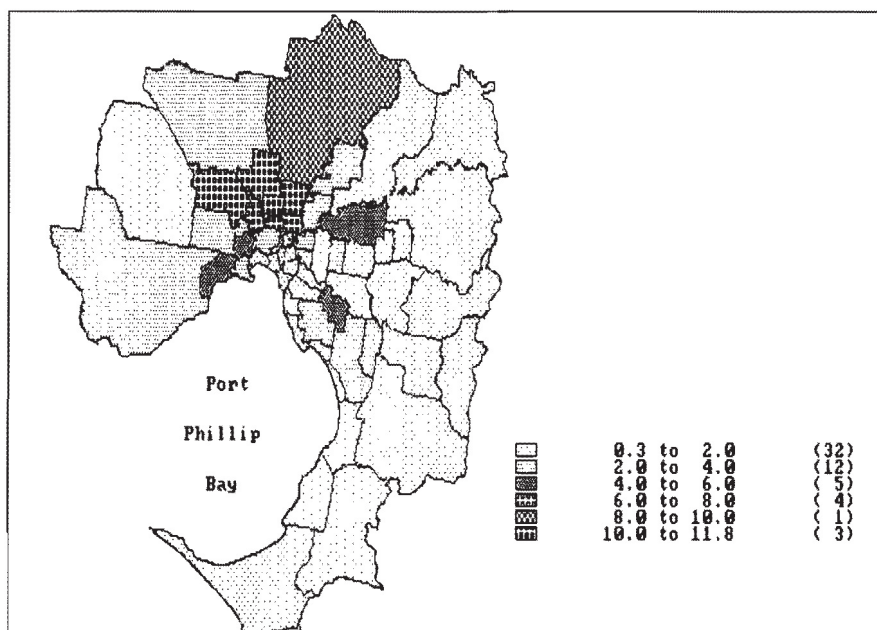 Port
Phillip
Bay
0.3 to 2.0 (32)
2.0 to 4.0 (12)
4.0 to 6.0 ( 5)
6.0 to 8.0 ( 4)
8.0 to 10.0 ( 1)
10.0 to 11.8 ( 3)